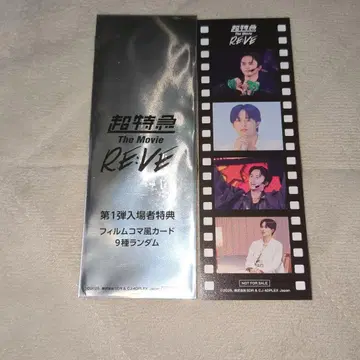 超特急
The Movie
RE:VE
第1弾入場者特典
フィルムコマ風カード
9種ランダム
超特急
The Movie
RE:VE
NOT FOR SALE